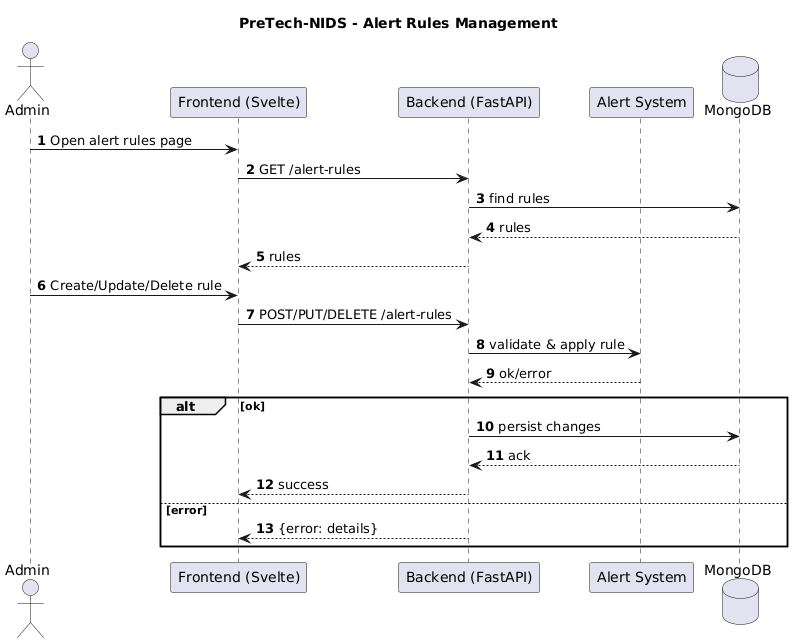 PreTech-NIDS - Alert Rules Management
Admin
Frontend (Svelte)
Backend (FastAPI)
Alert System
MongoDB
1 Open alert rules page
2 GET /alert-rules
3 find rules
4 rules
5 rules
6 Create/Update/Delete rule
7 POST/PUT/DELETE /alert-rules
8 validate & apply rule
9 ok/error
alt [ok]
10 persist changes
11 ack
12 success
[error]
13 {error: details}
Admin
Frontend (Svelte)
Backend (FastAPI)
Alert System
MongoDB